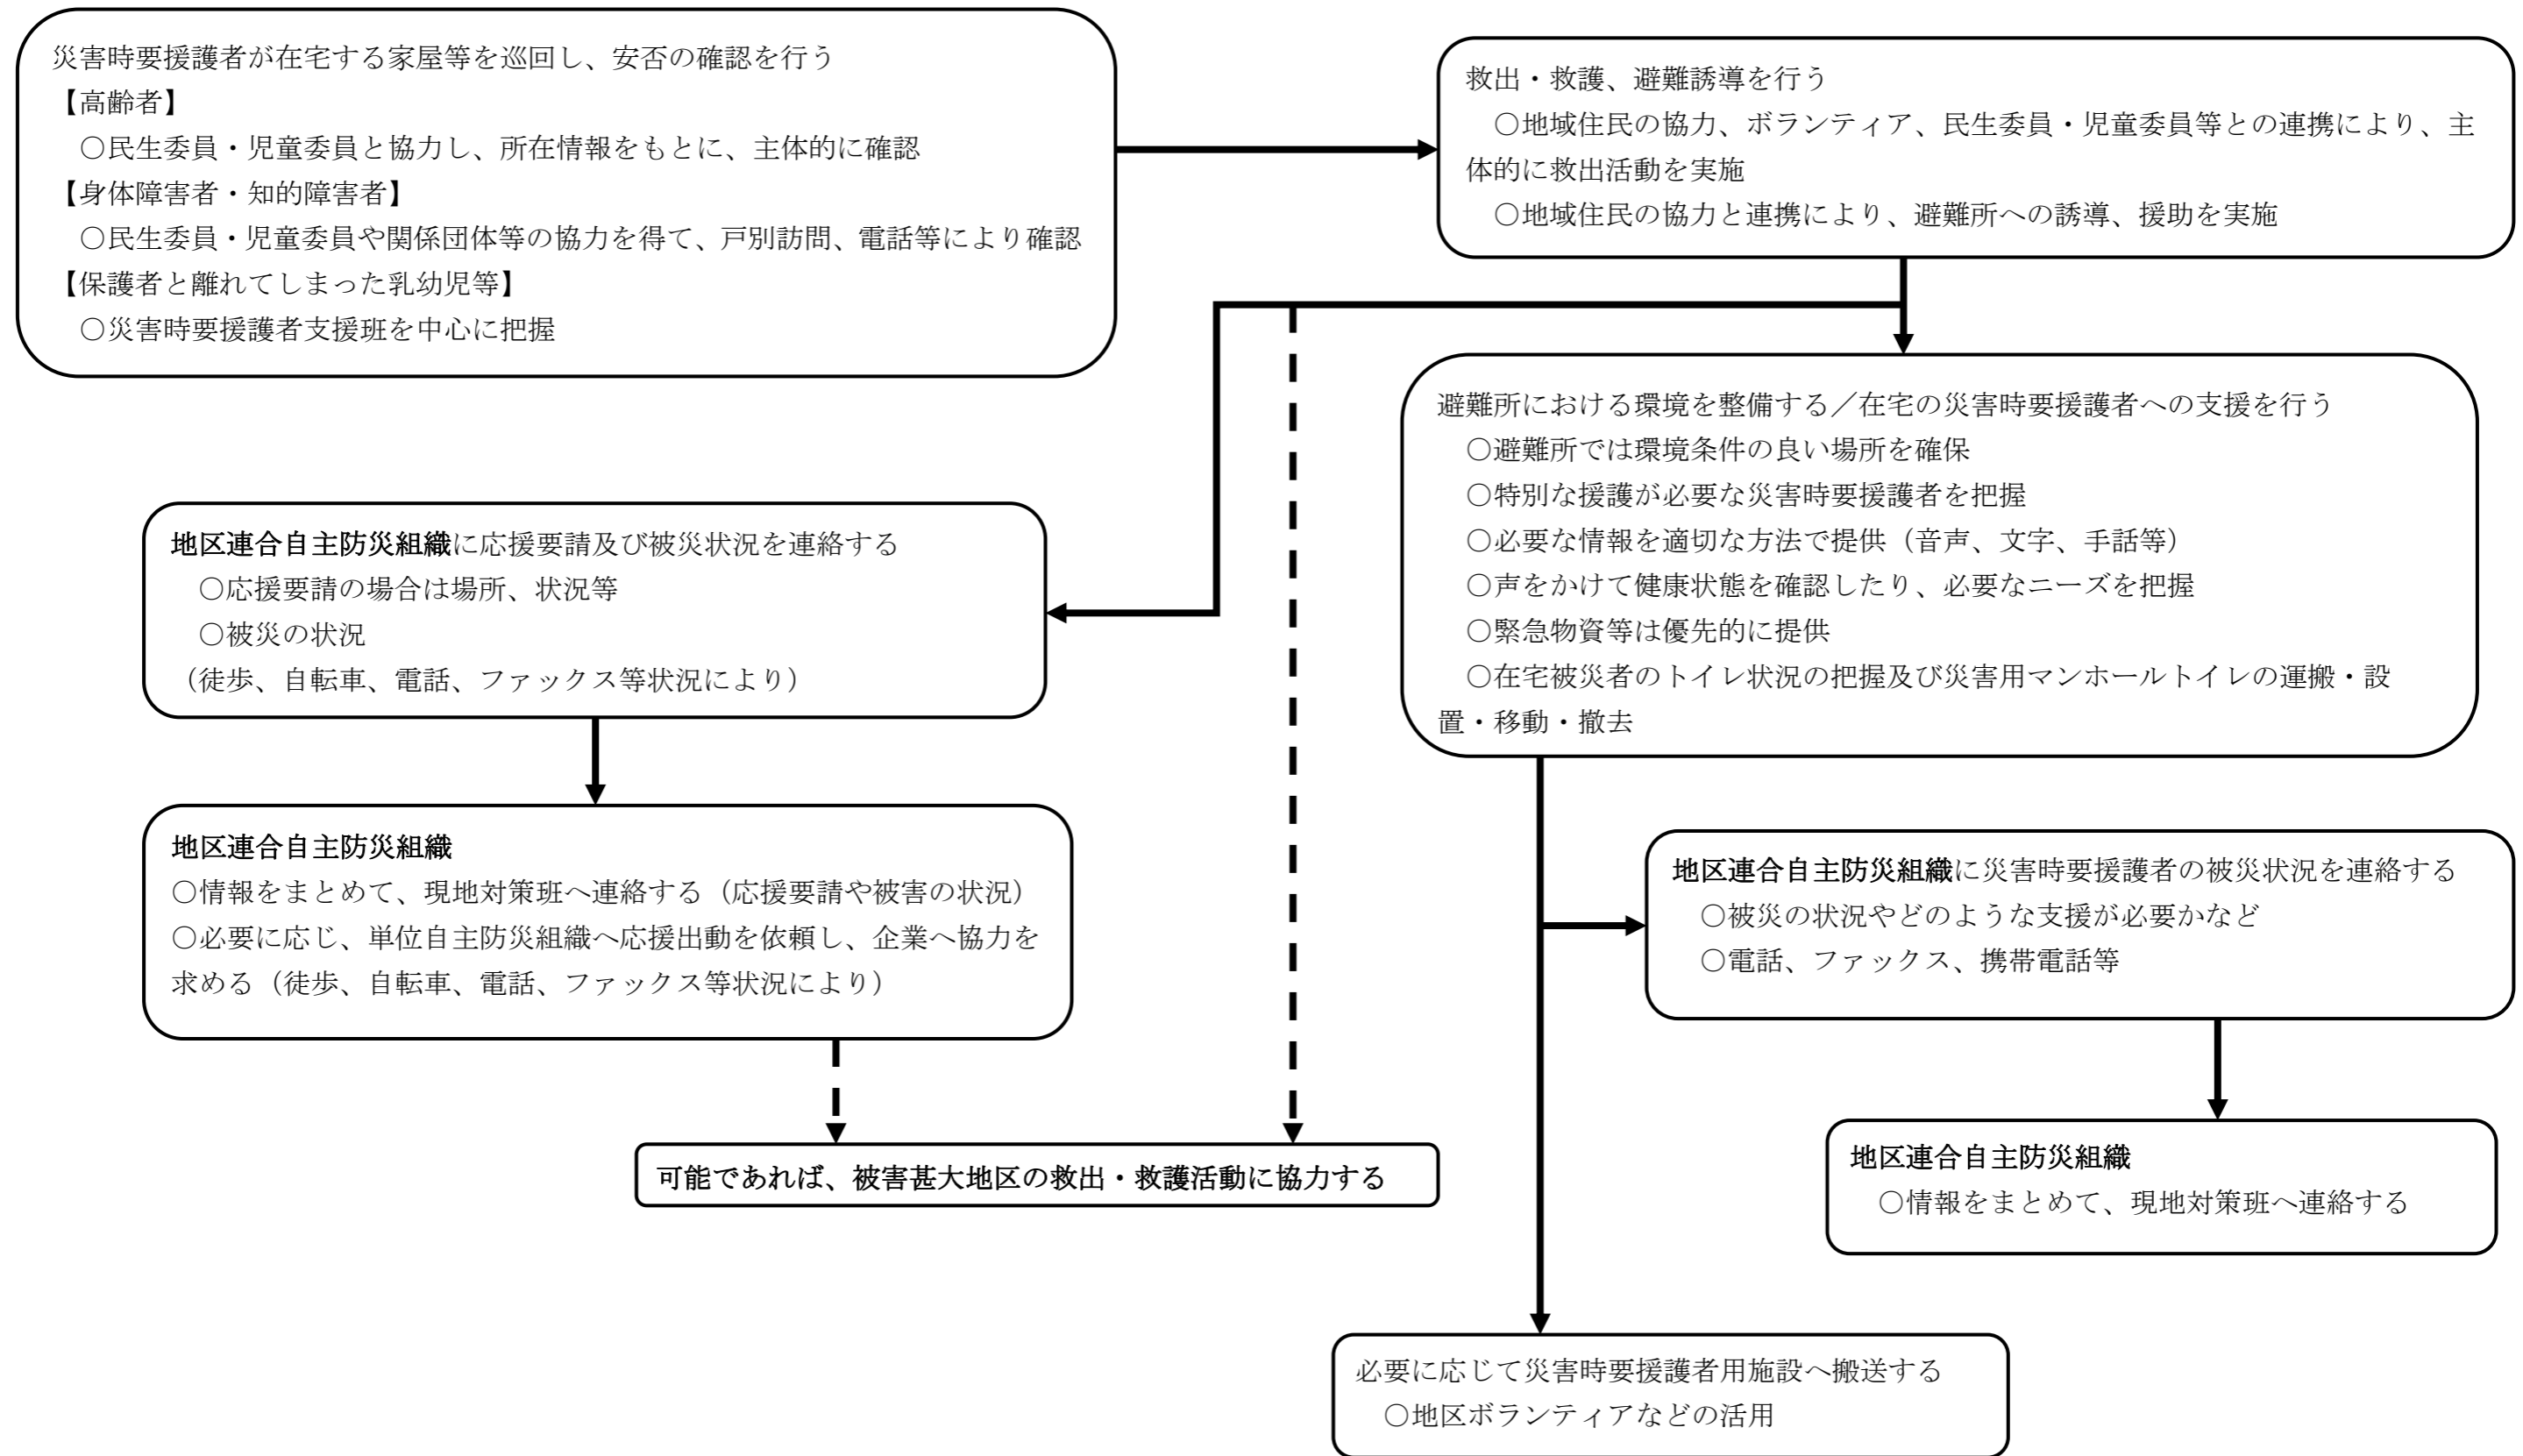 災害時要援護者が在宅する家屋等を巡回し、安否の確認を行う
【高齢者】
○民生委員・児童委員と協力し、所在情報をもとに、主体的に確認
【身体障害者・知的障害者】
○民生委員・児童委員や関係団体等の協力を得て、戸別訪問、電話等により確認
【保護者と離れてしまった乳幼児等】
○災害時要援護者支援班を中心に把握
救出・救護、避難誘導を行う
○地域住民の協力、ボランティア、民生委員・児童委員等との連携により、主
体的に救出活動を実施
○地域住民の協力と連携により、避難所への誘導、援助を実施
避難所における環境を整備する／在宅の災害時要援護者への支援を行う
○避難所では環境条件の良い場所を確保
○特別な援護が必要な災害時要援護者を把握
○必要な情報を適切な方法で提供（音声、文字、手話等）
○声をかけて健康状態を確認したり、必要なニーズを把握
○緊急物資等は優先的に提供
○在宅被災者のトイレ状況の把握及び災害用マンホールトイレの運搬・設
置・移動・撤去
地区連合自主防災組織に応援要請及び被災状況を連絡する
○応援要請の場合は場所、状況等
○被災の状況
（徒歩、自転車、電話、ファックス等状況により）
地区連合自主防災組織
○情報をまとめて、現地対策班へ連絡する（応援要請や被害の状況）
○必要に応じ、単位自主防災組織へ応援出動を依頼し、企業へ協力を
求める（徒歩、自転車、電話、ファックス等状況により）
地区連合自主防災組織に災害時要援護者の被災状況を連絡する
○被災の状況やどのような支援が必要かなど
○電話、ファックス、携帯電話等
可能であれば、被害甚大地区の救出・救護活動に協力する
地区連合自主防災組織
○情報をまとめて、現地対策班へ連絡する
必要に応じて災害時要援護者用施設へ搬送する
○地区ボランティアなどの活用